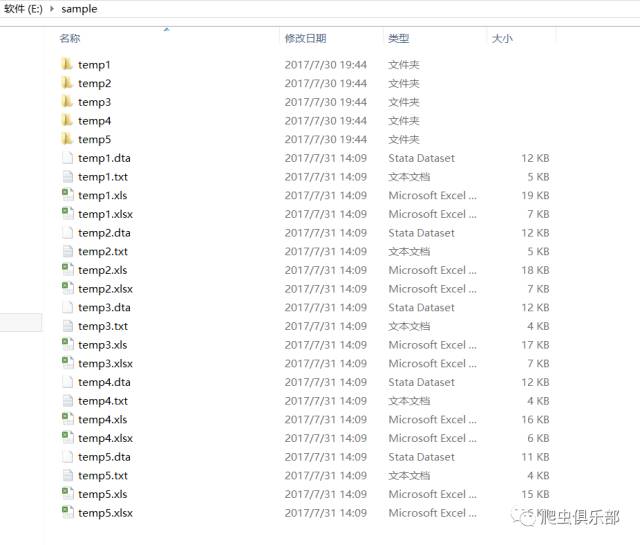 软件 (E:) › sample
名称 修改日期 类型 大小
temp1 2017/7/30 19:44 文件夹
temp2 2017/7/30 19:44 文件夹
temp3 2017/7/30 19:44 文件夹
temp4 2017/7/30 19:44 文件夹
temp5 2017/7/30 19:44 文件夹
temp1.dta 2017/7/31 14:09 Stata Dataset 12 KB
temp1.txt 2017/7/31 14:09 文本文档 5 KB
temp1.xls 2017/7/31 14:09 Microsoft Excel ... 19 KB
temp1.xlsx 2017/7/31 14:09 Microsoft Excel ... 7 KB
temp2.dta 2017/7/31 14:09 Stata Dataset 12 KB
temp2.txt 2017/7/31 14:09 文本文档 5 KB
temp2.xls 2017/7/31 14:09 Microsoft Excel ... 18 KB
temp2.xlsx 2017/7/31 14:09 Microsoft Excel ... 7 KB
temp3.dta 2017/7/31 14:09 Stata Dataset 12 KB
temp3.txt 2017/7/31 14:09 文本文档 4 KB
temp3.xls 2017/7/31 14:09 Microsoft Excel ... 17 KB
temp3.xlsx 2017/7/31 14:09 Microsoft Excel ... 7 KB
temp4.dta 2017/7/31 14:09 Stata Dataset 12 KB
temp4.txt 2017/7/31 14:09 文本文档 4 KB
temp4.xls 2017/7/31 14:09 Microsoft Excel ... 16 KB
temp4.xlsx 2017/7/31 14:09 Microsoft Excel ... 6 KB
temp5.dta 2017/7/31 14:09 Stata Dataset 11 KB
temp5.txt 2017/7/31 14:09 文本文档 4 KB
temp5.xls 2017/7/31 14:09 Microsoft Excel ... 15 KB
temp5.xlsx 2017/7/31 14:09 Microsoft Excel ... KB
爬虫俱乐部